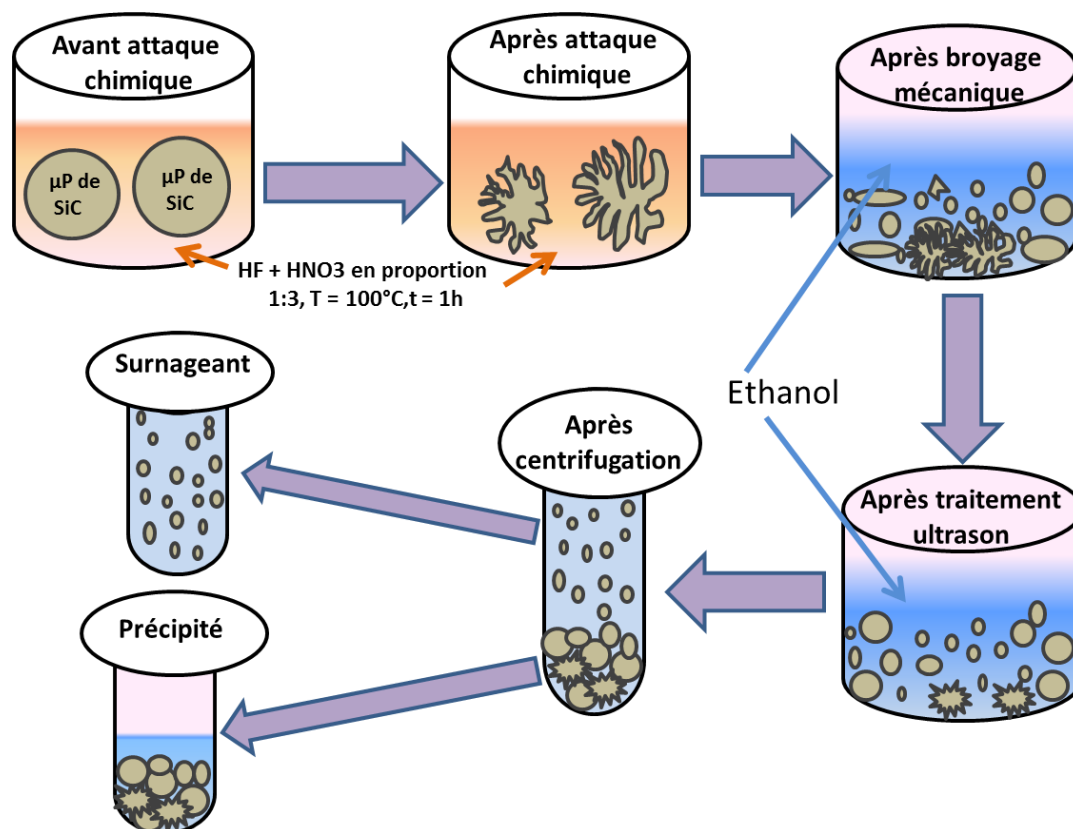 Avant attaque
chimique
Après attaque
chimique
Après broyage
mécanique
µP de
SiC
µP de
SiC
HF + HNO3 en proportion
1:3, T = 100°C,t = 1h
Ethanol
Surnageant
Après
centrifugation
Après traitement
ultrason
Précipité